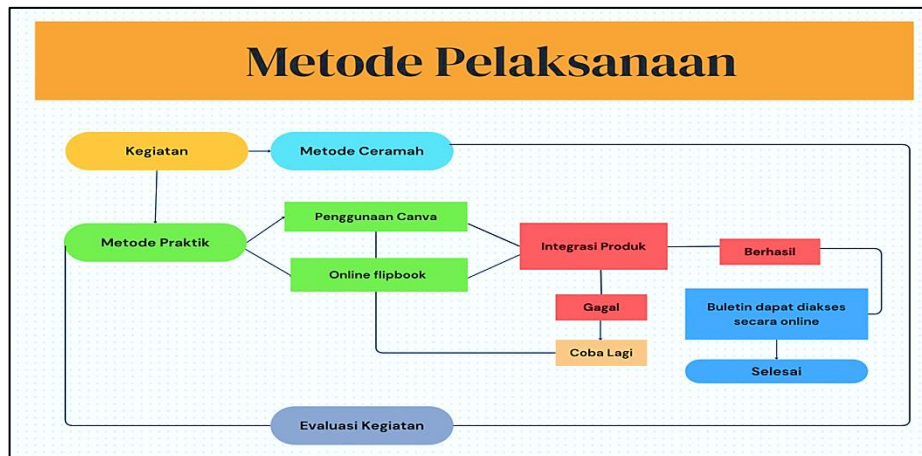 Metode Pelaksanaan
Kegiatan
Metode Ceramah
Metode Praktik
Penggunaan Canva
Online flipbook
Integrasi Produk
Berhasil
Gagal
Coba Lagi
Buletin dapat diakses
secara online
Selesai
Evaluasi Kegiatan